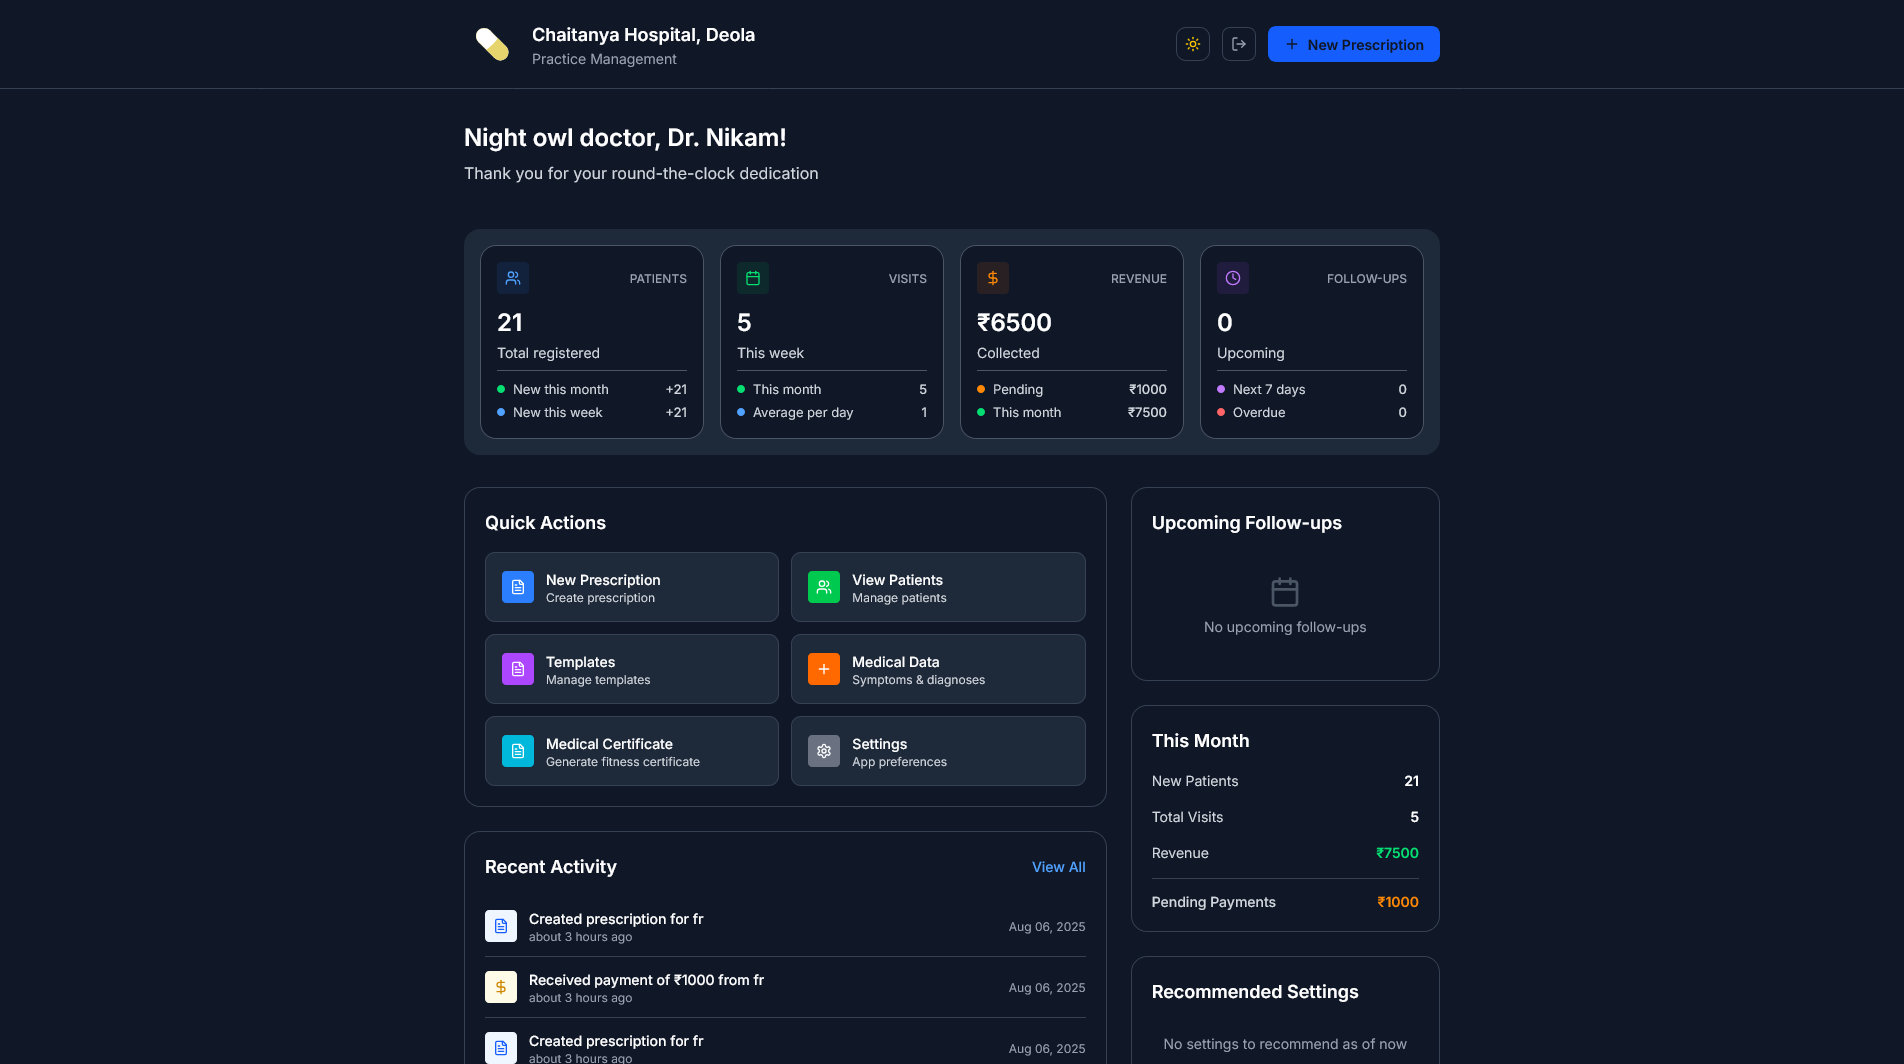 Chaitanya Hospital, Deola
Practice Management
New Prescription
Night owl doctor, Dr. Nikam!
Thank you for your round-the-clock dedication
PATIENTS
21
Total registered
New this month +21
New this week +21
VISITS
5
This week
This month 5
Average per day 1
REVENUE
₹6500
Collected
Pending ₹1000
This month ₹7500
FOLLOW-UPS
0
Upcoming
Next 7 days 0
Overdue 0
Quick Actions
New Prescription
Create prescription
View Patients
Manage patients
Templates
Manage templates
Medical Data
Symptoms & diagnoses
Medical Certificate
Generate fitness certificate
Settings
App preferences
Recent Activity View All
Created prescription for fr
about 3 hours ago
Aug 06, 2025
Received payment of ₹1000 from fr
about 3 hours ago
Aug 06, 2025
Created prescription for fr
about 3 hours ago
Aug 06, 2025
Upcoming Follow-ups
No upcoming follow-ups
This Month
New Patients 21
Total Visits 5
Revenue ₹7500
Pending Payments ₹1000
Recommended Settings
No settings to recommend as of now